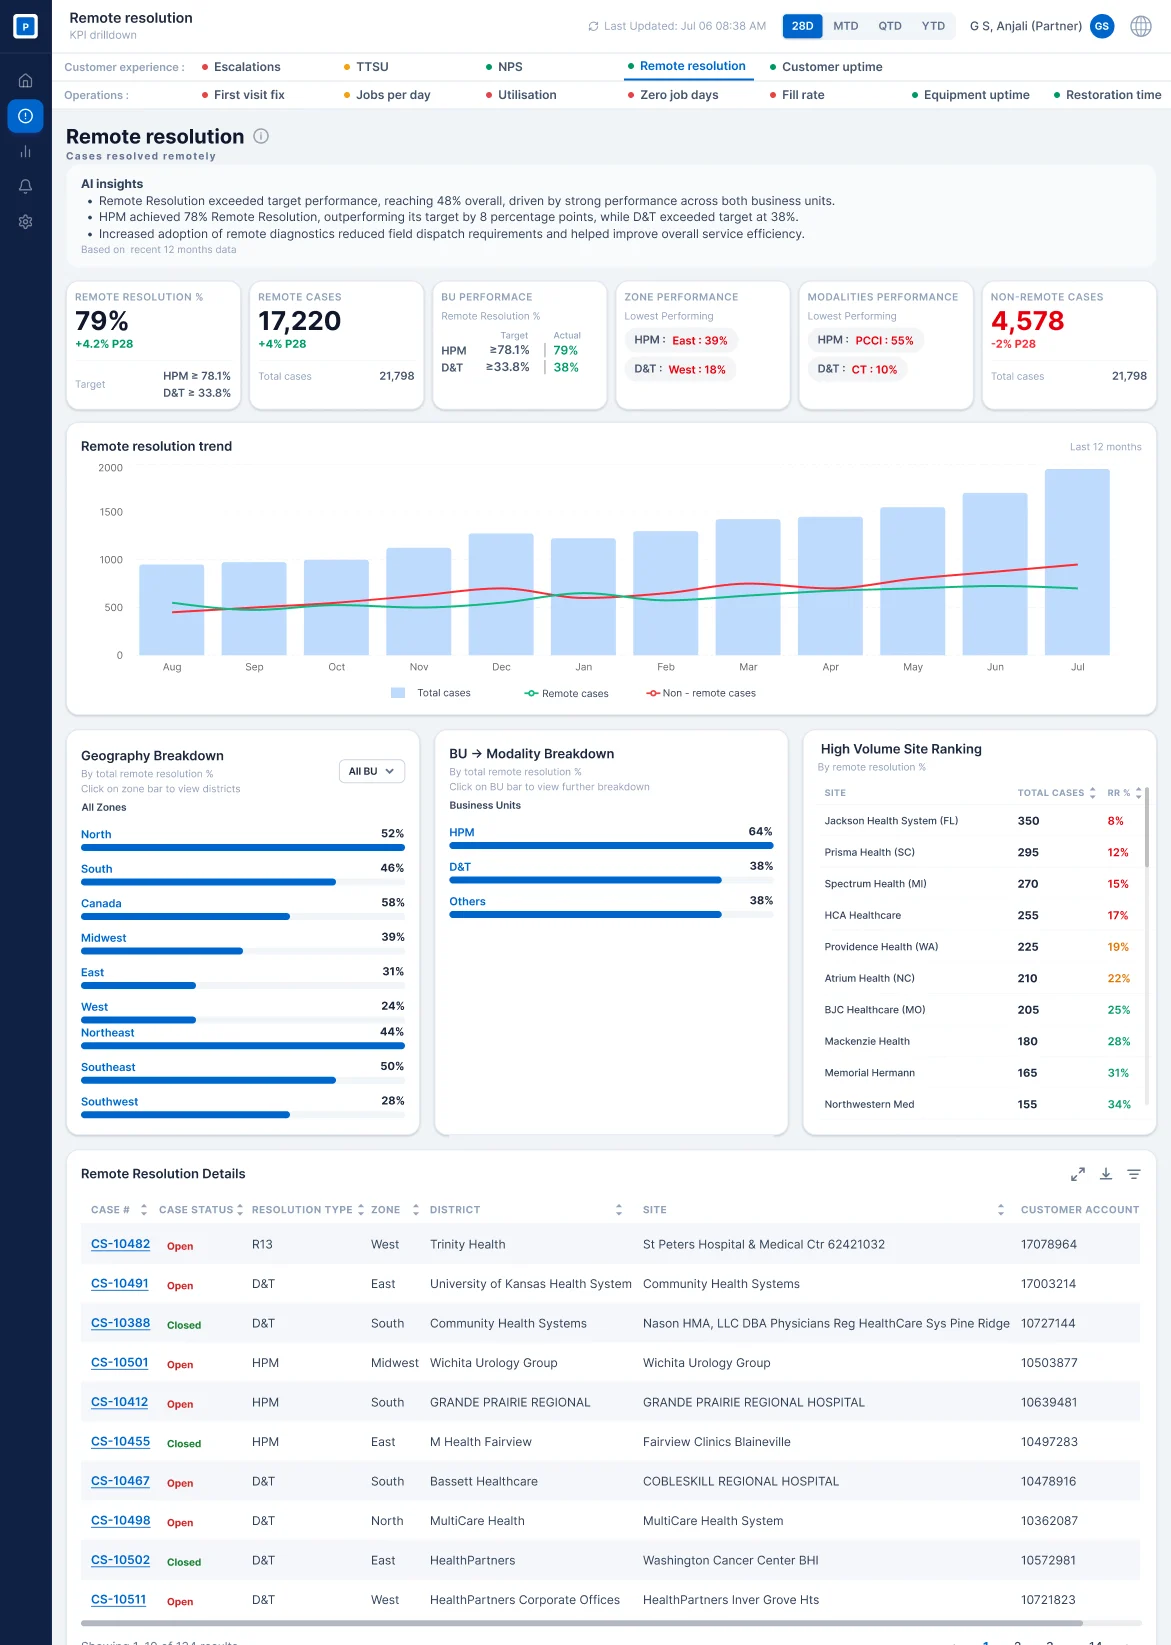 P
Remote resolution
KPI drilldown
Last Updated: Jul 06 08:38 AM
28D MTD QTD YTD
G S, Anjali (Partner) GS
Customer experience : Escalations TTSU NPS Remote resolution Customer uptime
Operations : First visit fix Jobs per day Utilisation Zero job days Fill rate Equipment uptime Restoration time
Remote resolution
Cases resolved remotely
AI insights
• Remote Resolution exceeded target performance, reaching 48% overall, driven by strong performance across both business units.
• HPM achieved 78% Remote Resolution, outperforming its target by 8 percentage points, while D&T exceeded target at 38%.
• Increased adoption of remote diagnostics reduced field dispatch requirements and helped improve overall service efficiency.
Based on recent 12 months data
REMOTE RESOLUTION %
79%
+4.2% P28
Target HPM ≥ 78.1%
D&T ≥ 33.8%
REMOTE CASES
17,220
+4% P28
Total cases 21,798
BU PERFORMACE
Remote Resolution %
Target Actual
HPM ≥78.1% 79%
D&T ≥33.8% 38%
ZONE PERFORMANCE
Lowest Performing
HPM : East : 39%
D&T : West : 18%
MODALITIES PERFORMANCE
Lowest Performing
HPM : PCCI : 55%
D&T : CT : 10%
NON-REMOTE CASES
4,578
-2% P28
Total cases 21,798
Remote resolution trend
Last 12 months
2000
1500
1000
500
0
Aug Sep Oct Nov Dec Jan Feb Mar Apr May Jun Jul
Total cases Remote cases Non - remote cases
Geography Breakdown
By total remote resolution %
Click on zone bar to view districts
All BU
All Zones
North 52%
South 46%
Canada 58%
Midwest 39%
East 31%
West 24%
Northeast 44%
Southeast 50%
Southwest 28%
BU → Modality Breakdown
By total remote resolution %
Click on BU bar to view further breakdown
Business Units
HPM 64%
D&T 38%
Others 38%
High Volume Site Ranking
By remote resolution %
SITE TOTAL CASES RR %
Jackson Health System (FL) 350 8%
Prisma Health (SC) 295 12%
Spectrum Health (MI) 270 15%
HCA Healthcare 255 17%
Providence Health (WA) 225 19%
Atrium Health (NC) 210 22%
BJC Healthcare (MO) 205 25%
Mackenzie Health 180 28%
Memorial Hermann 165 31%
Northwestern Med 155 34%
Remote Resolution Details
CASE # CASE STATUS RESOLUTION TYPE ZONE DISTRICT SITE CUSTOMER ACCOUNT
CS-10482 Open R13 West Trinity Health St Peters Hospital & Medical Ctr 62421032 17078964
CS-10491 Open D&T East University of Kansas Health System Community Health Systems 17003214
CS-10388 Closed D&T South Community Health Systems Nason HMA, LLC DBA Physicians Reg HealthCare Sys Pine Ridge 10727144
CS-10501 Open HPM Midwest Wichita Urology Group Wichita Urology Group 10503877
CS-10412 Open HPM South GRANDE PRAIRIE REGIONAL GRANDE PRAIRIE REGIONAL HOSPITAL 10639481
CS-10455 Closed HPM East M Health Fairview Fairview Clinics Blaineville 10497283
CS-10467 Open D&T South Bassett Healthcare COBLESKILL REGIONAL HOSPITAL 10478916
CS-10498 Open D&T North MultiCare Health MultiCare Health System 10362087
CS-10502 Closed D&T East HealthPartners Washington Cancer Center BHI 10572981
CS-10511 Open D&T West HealthPartners Corporate Offices HealthPartners Inver Grove Hts 10721823